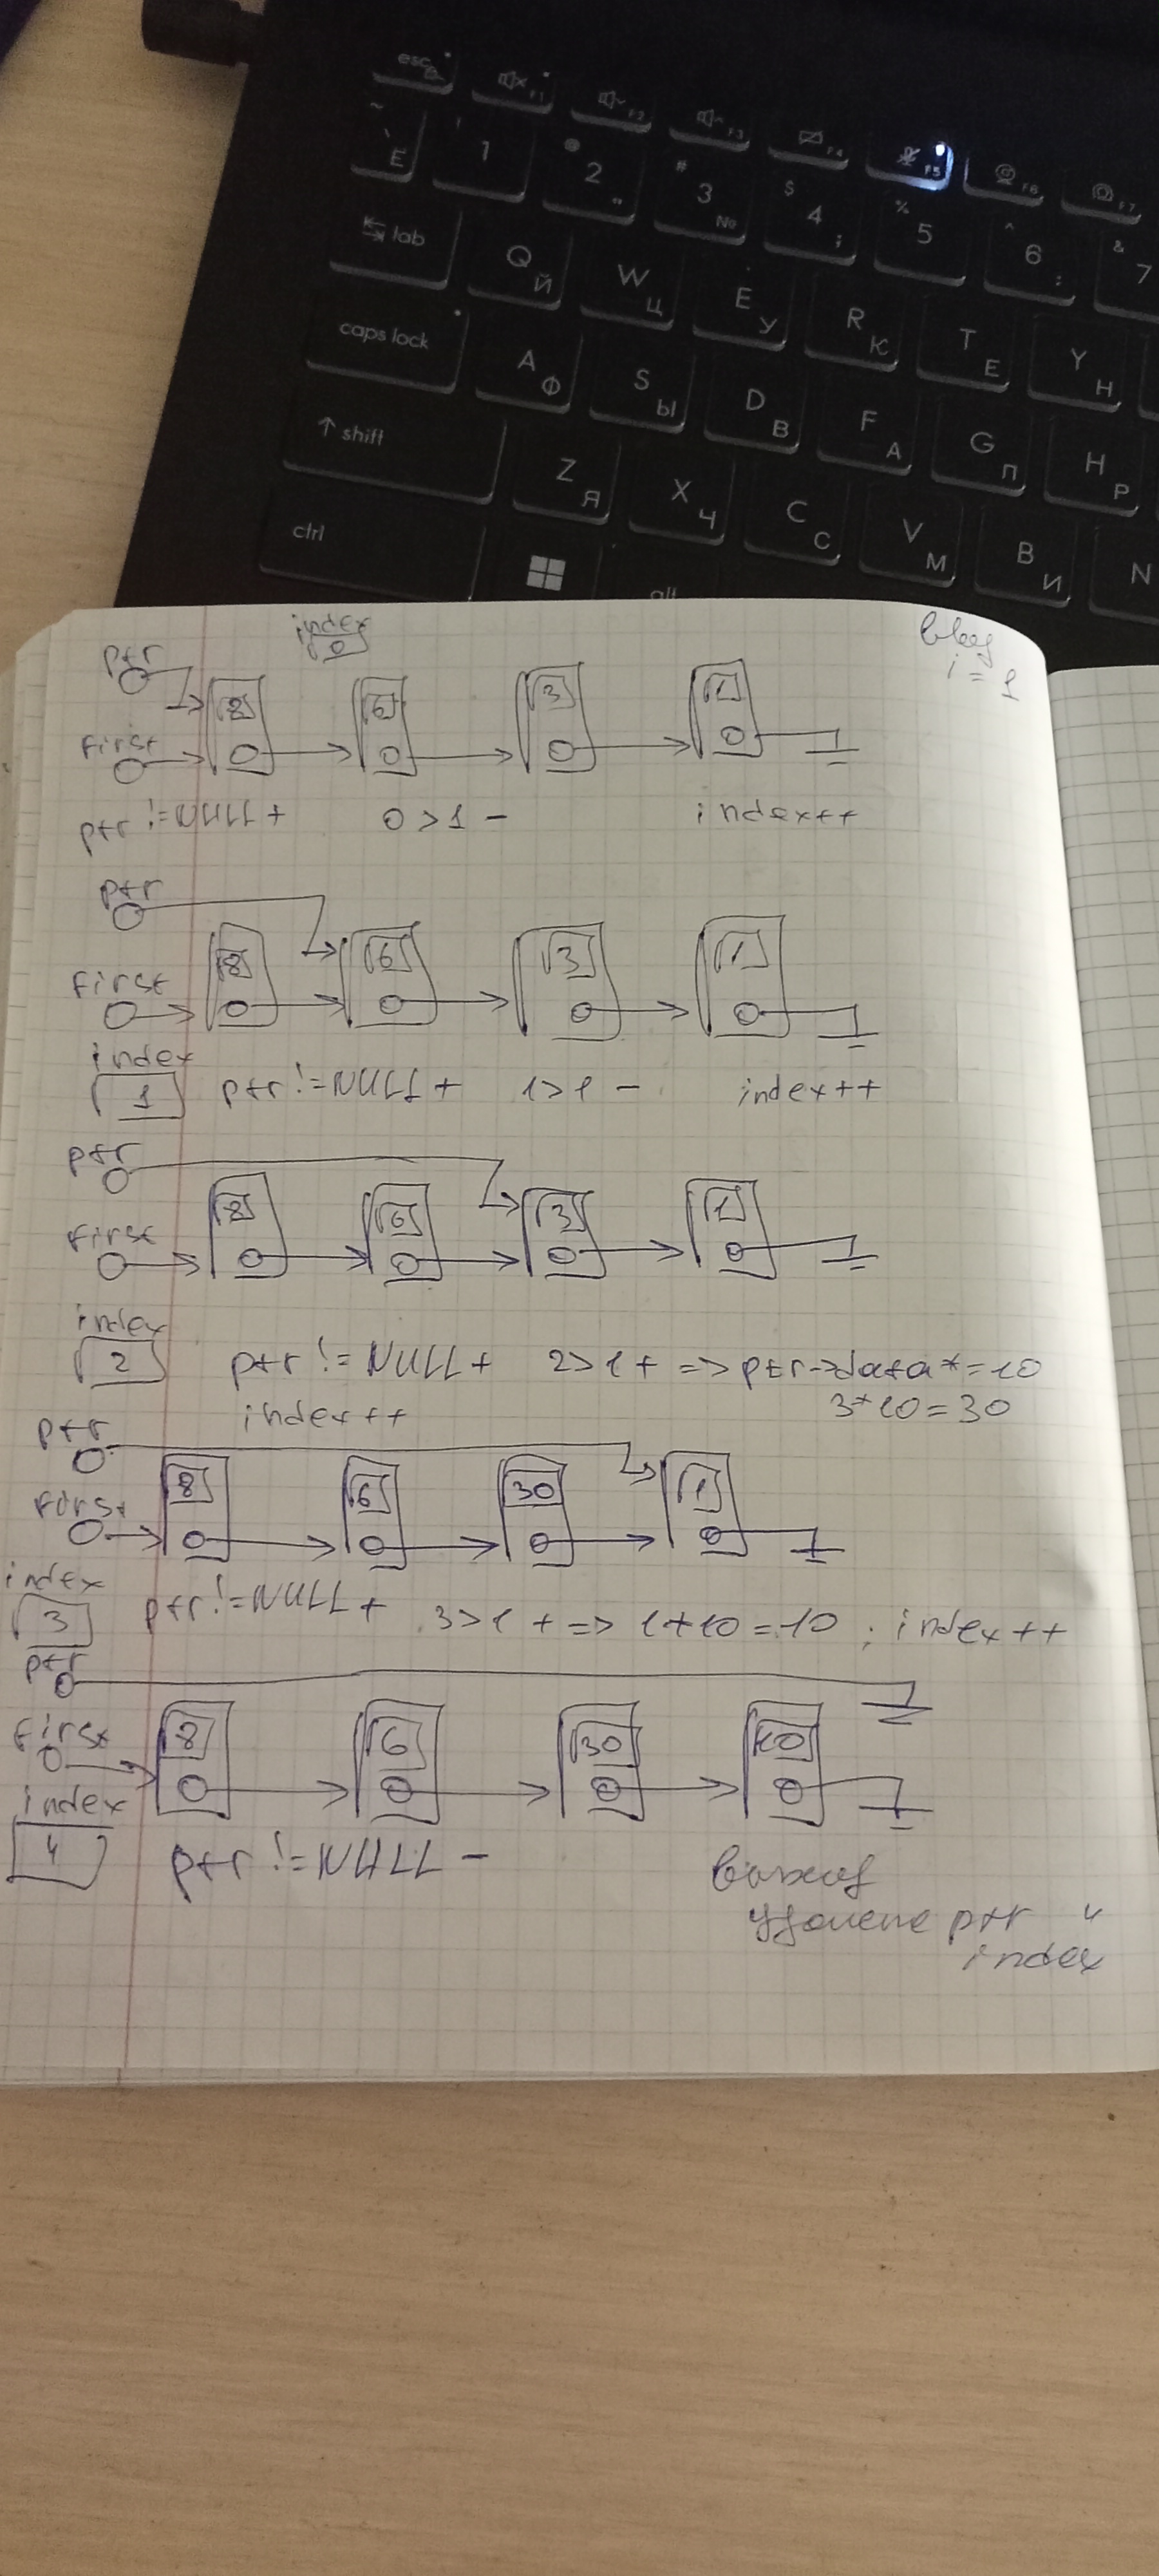 esc
F1
F2
F3
F4
F5
F6
F7
~ ` Ё
! 1
@ 2 "
# 3 №
$ 4 ;
% 5
^ 6 :
& 7
tab
Q Й
W Ц
E У
R К
T Е
Y Н
caps lock
A Ф
S Ы
D В
F А
G П
H Р
shift
Z Я
X Ч
C С
V М
B И
N
ctrl
alt
ptr
index
0
i = 1
8 6 3 1
first
ptr != NULL + 0 > 1 - index++
ptr
8 6 3 1
first
index
1 ptr != NULL + 1 > 1 - index++
ptr
8 6 3 1
first
index
2 ptr != NULL + 2 > 1 + => ptr->data *= 10
index++ 3*10 = 30
ptr
8 6 30 1
first
index
3 ptr != NULL + 3 > 1 + => 1*10 = 10 ; index++
ptr
first 8 6 30 10
index
4 ptr != NULL -
ptr и
index